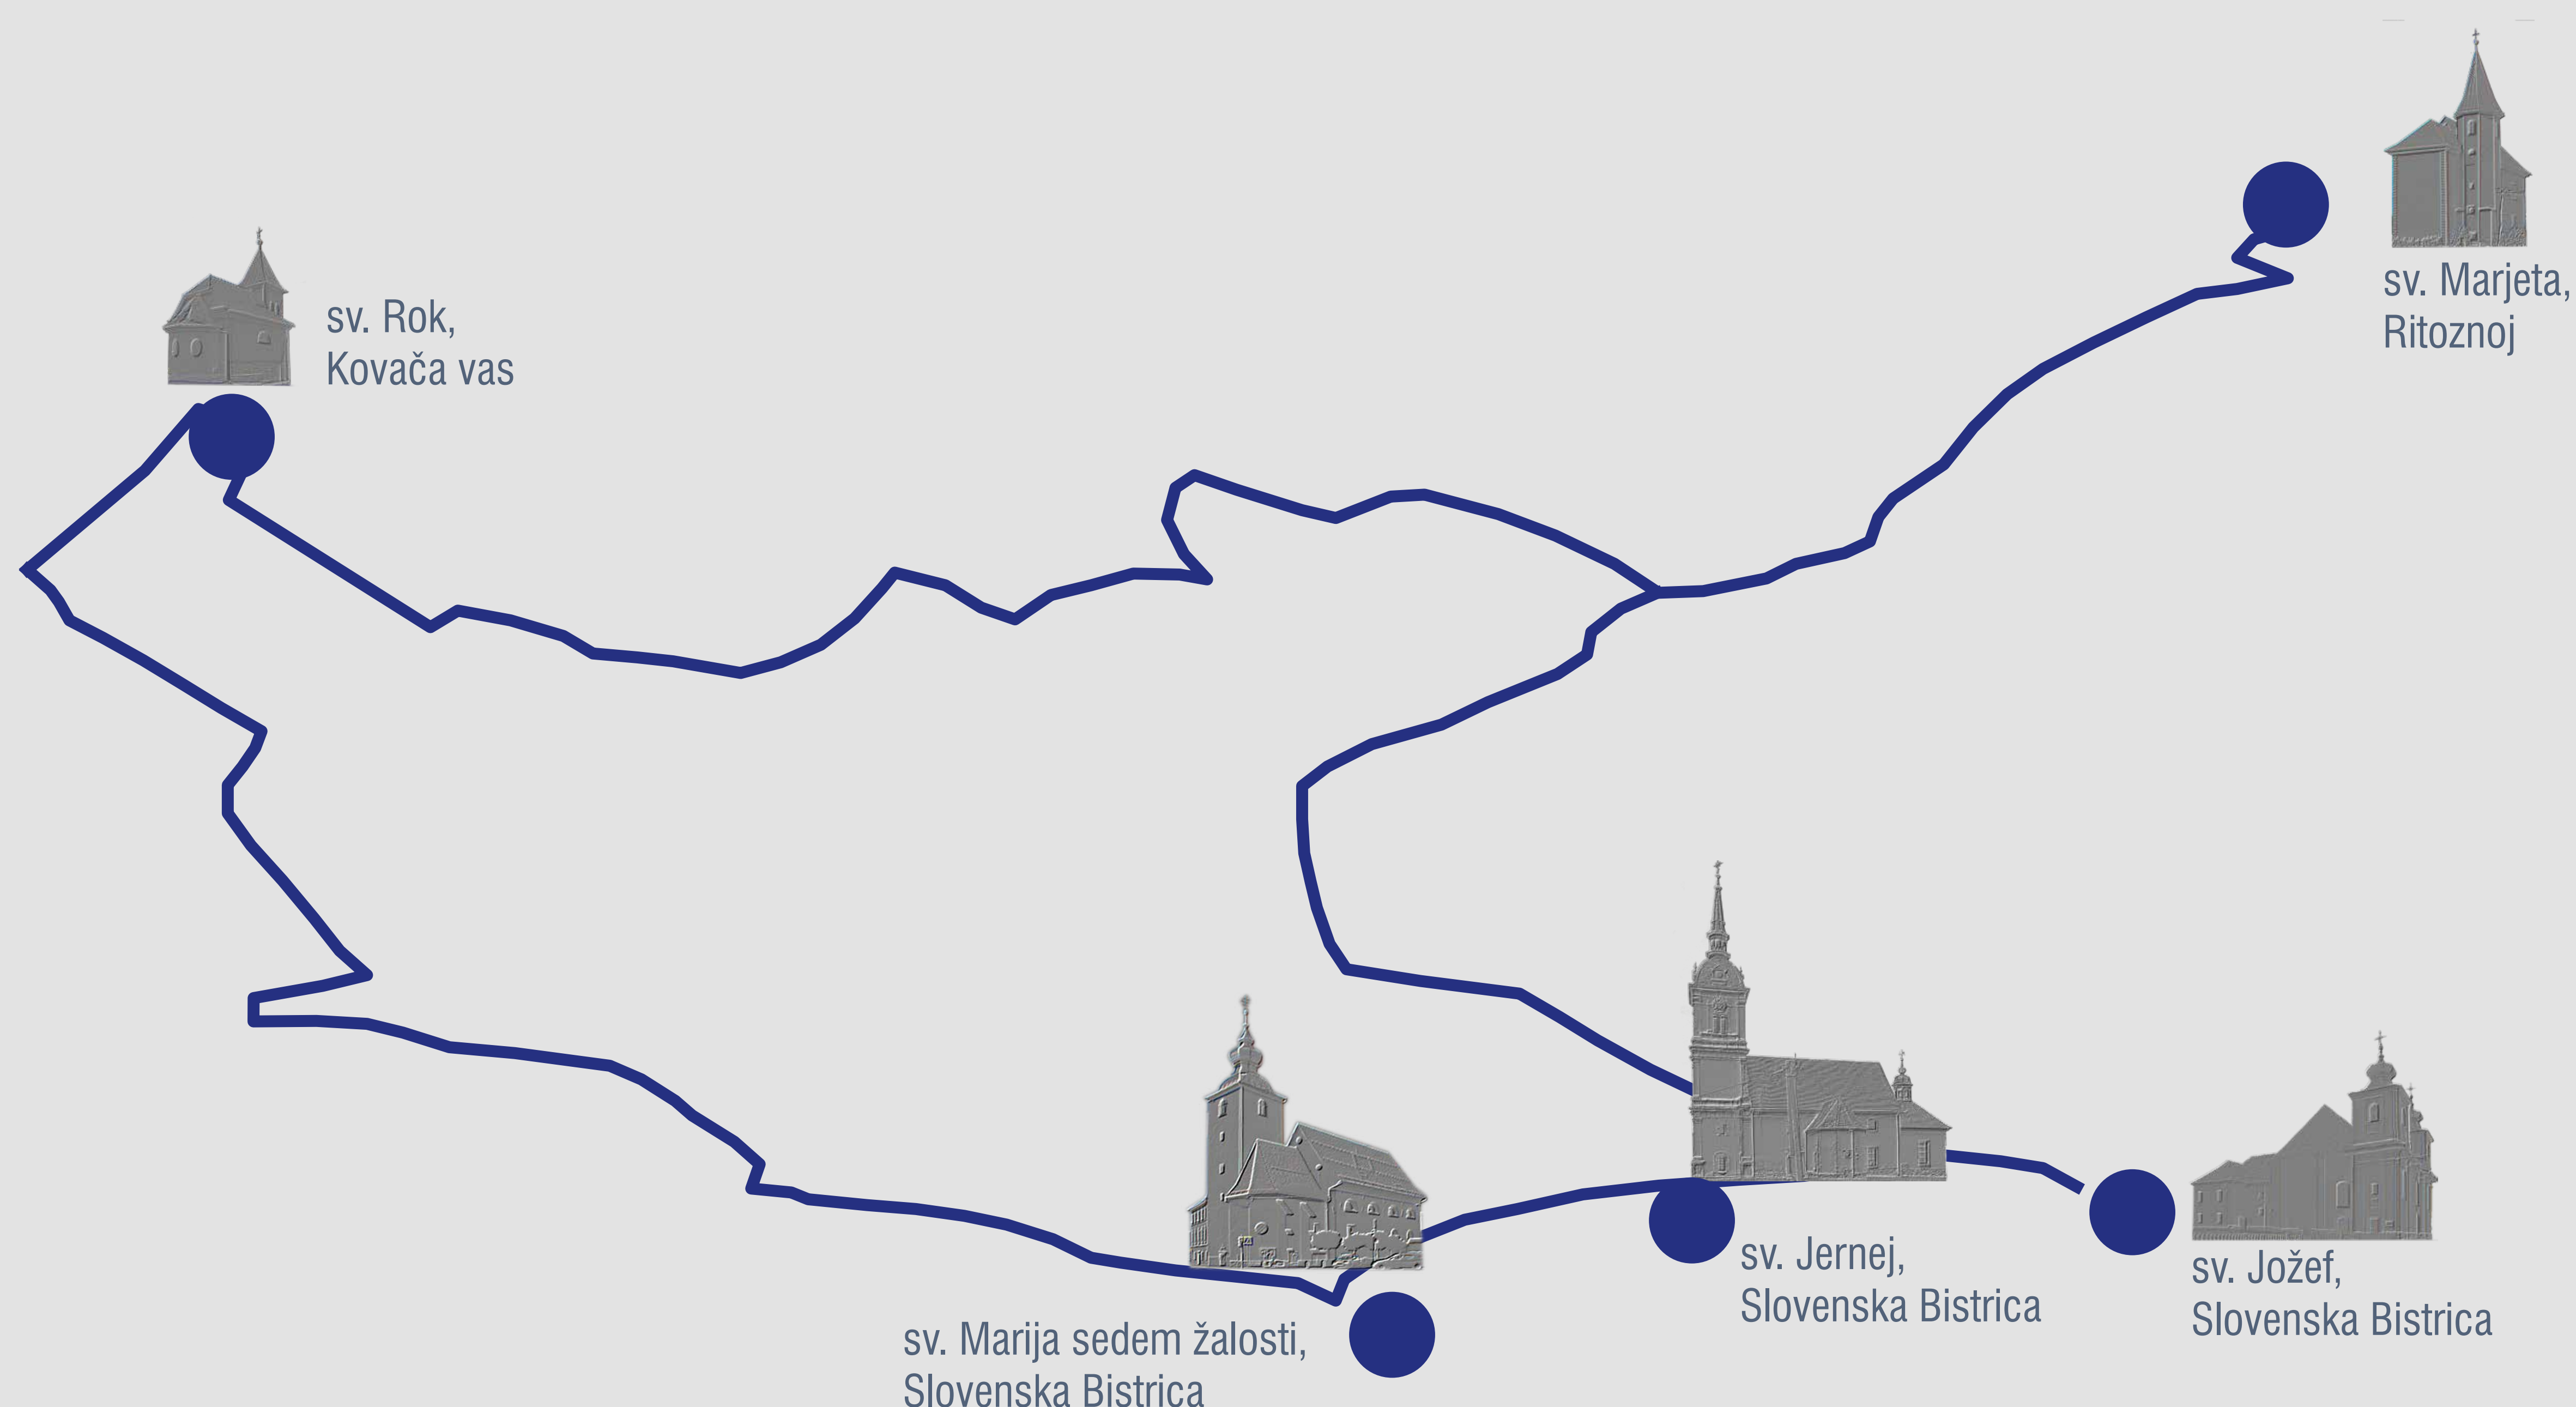 sv. Marjeta,
Ritoznoj
sv. Rok,
Kovača vas
sv. Jernej,
Slovenska Bistrica
sv. Jožef,
Slovenska Bistrica
sv. Marija sedem žalosti,
Slovenska Bistrica